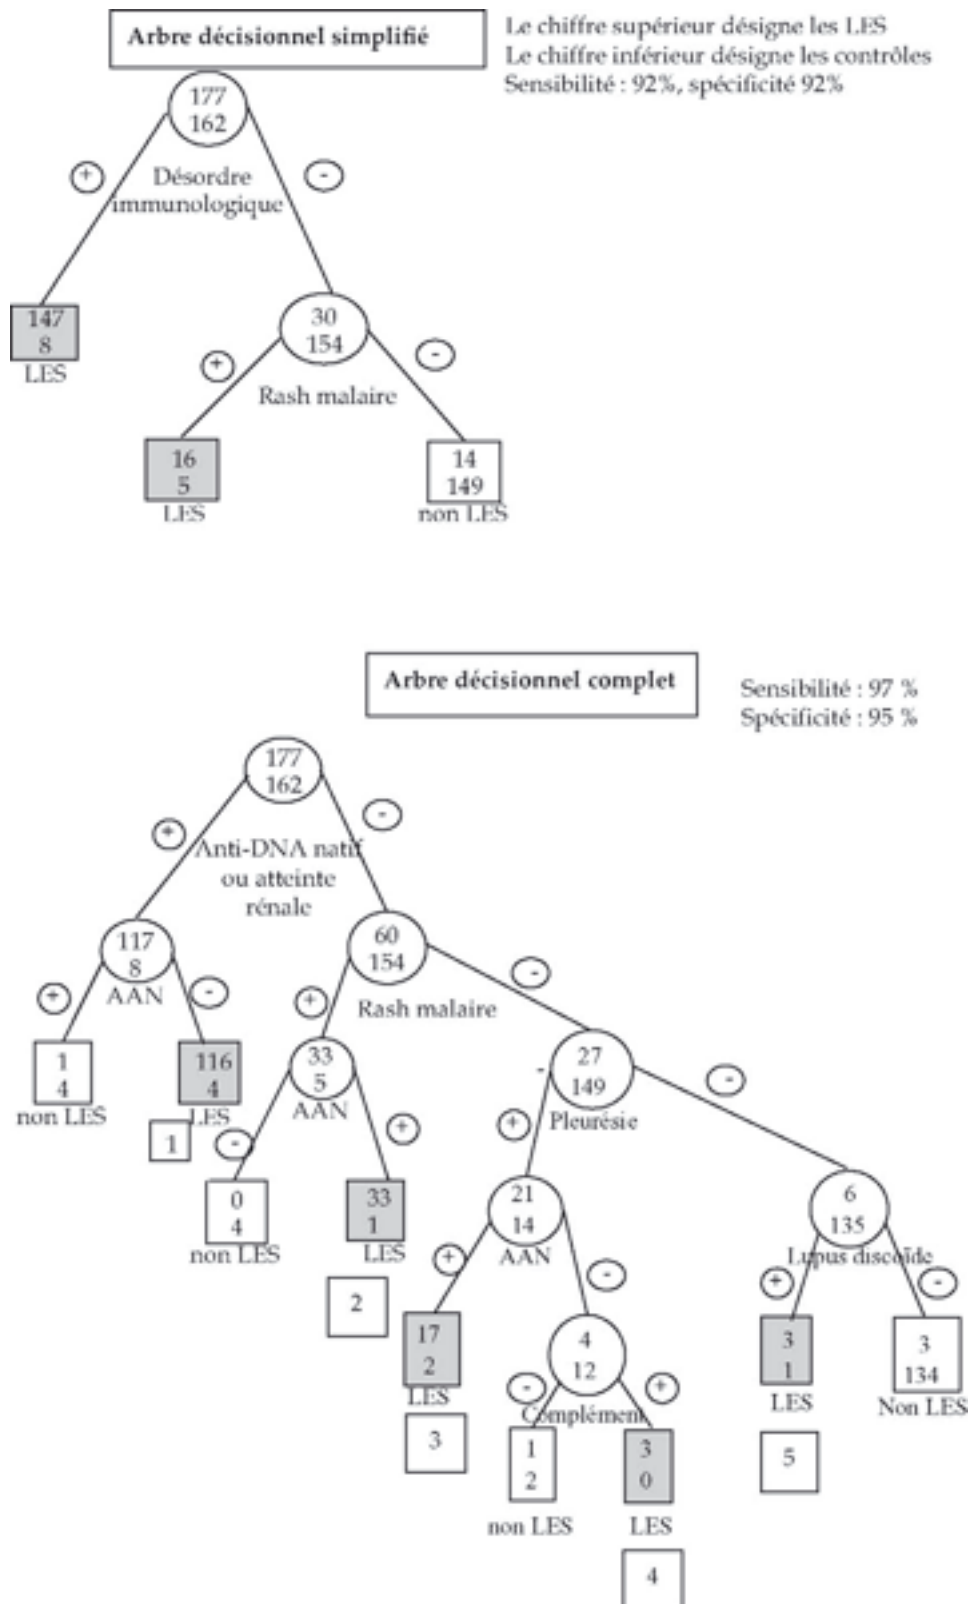 Arbre décisionnel simplifié
Le chiffre supérieur désigne les LES
Le chiffre inférieur désigne les contrôles
Sensibilité : 92%, spécificité 92%
177
162
+
-
Désordre
immunologique
147
8
LES
30
154
+
-
Rash malaire
16
5
LES
14
149
non LES
Arbre décisionnel complet
Sensibilité : 97 %
Spécificité : 95 %
177
162
+
-
Anti-DNA natif
ou atteinte
rénale
117
8
AAN
60
154
+
-
+
-
Rash malaire
1
4
non LES
116
4
LES
1
33
5
AAN
-
+
27
149
-
Pleurésie
+
-
0
4
non LES
33
1
LES
2
21
14
AAN
+
-
6
135
Lupus discoïde
+
-
17
2
LES
3
4
12
-
+
Complément
3
1
LES
5
3
134
Non LES
1
2
non LES
3
0
LES
4